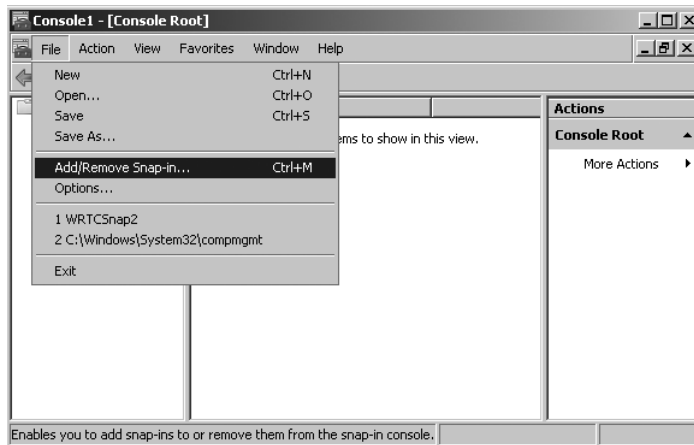 Console1 - [Console Root]
File Action View Favorites Window Help
New Ctrl+N
Open... Ctrl+O
Save Ctrl+S
Save As...
Add/Remove Snap-in... Ctrl+M
Options...
1 WRTCSnap2
2 C:\Windows\System32\compmgmt
Exit
to show in this view.
Actions
Console Root
More Actions
Enables you to add snap-ins to or remove them from the snap-in console.